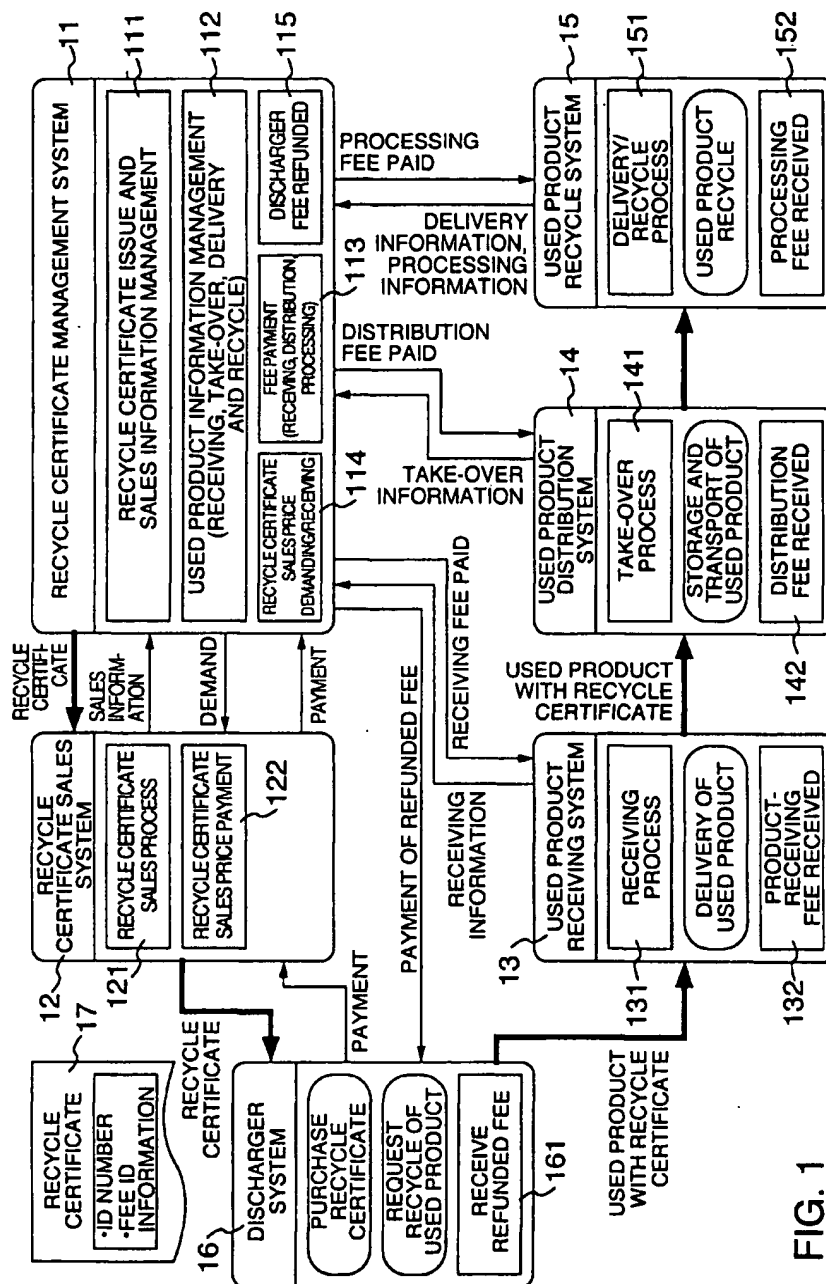 RECYCLE CERTIFICATE MANAGEMENT SYSTEM
11
RECYCLE CERTIFICATE ISSUE AND
SALES INFORMATION MANAGEMENT
111
USED PRODUCT INFORMATION MANAGEMENT
(RECEIVING, TAKE-OVER, DELIVERY
AND RECYCLE)
112
RECYCLE CERTIFICATE
SALES PRICE
DEMANDING/RECEIVING
114
FEE PAYMENT
(RECEIVING, DISTRIBUTION,
PROCESSING)
113
DISCHARGER
FEE REFUNDED
115
RECYCLE
CERTIFI-
CATE
SALES
INFORM-
ATION
DEMAND
PAYMENT
RECYCLE
CERTIFICATE SALES
SYSTEM
12
RECYCLE CERTIFICATE
SALES PROCESS
121
RECYCLE CERTIFICATE
SALES PRICE PAYMENT
122
RECYCLE
CERTIFICATE
•ID NUMBER
•FEE ID
INFORMATION
17
RECYCLE
CERTIFICATE
PAYMENT
DISCHARGER
SYSTEM
16
PURCHASE
RECYCLE
CERTIFICATE
REQUEST
RECYCLE OF
USED PRODUCT
RECEIVE
REFUNDED FEE
161
PAYMENT OF REFUNDED FEE
RECEIVING
INFORMATION
RECEIVING FEE PAID
TAKE-OVER
INFORMATION
DISTRIBUTION
FEE PAID
DELIVERY
INFORMATION,
PROCESSING
INFORMATION
PROCESSING
FEE PAID
USED PRODUCT
WITH RECYCLE
CERTIFICATE
USED PRODUCT
RECEIVING SYSTEM
13
RECEIVING
PROCESS
131
DELIVERY OF
USED PRODUCT
PRODUCT-
RECEIVING
FEE RECEIVED
132
USED PRODUCT
WITH RECYCLE
CERTIFICATE
USED PRODUCT
DISTRIBUTION
SYSTEM
14
TAKE-OVER
PROCESS
141
STORAGE AND
TRANSPORT OF
USED PRODUCT
DISTRIBUTION
FEE RECEIVED
142
USED PRODUCT
RECYCLE SYSTEM
15
DELIVERY/
RECYCLE
PROCESS
151
USED PRODUCT
RECYCLE
PROCESSING
FEE RECEIVED
152
FIG. 1